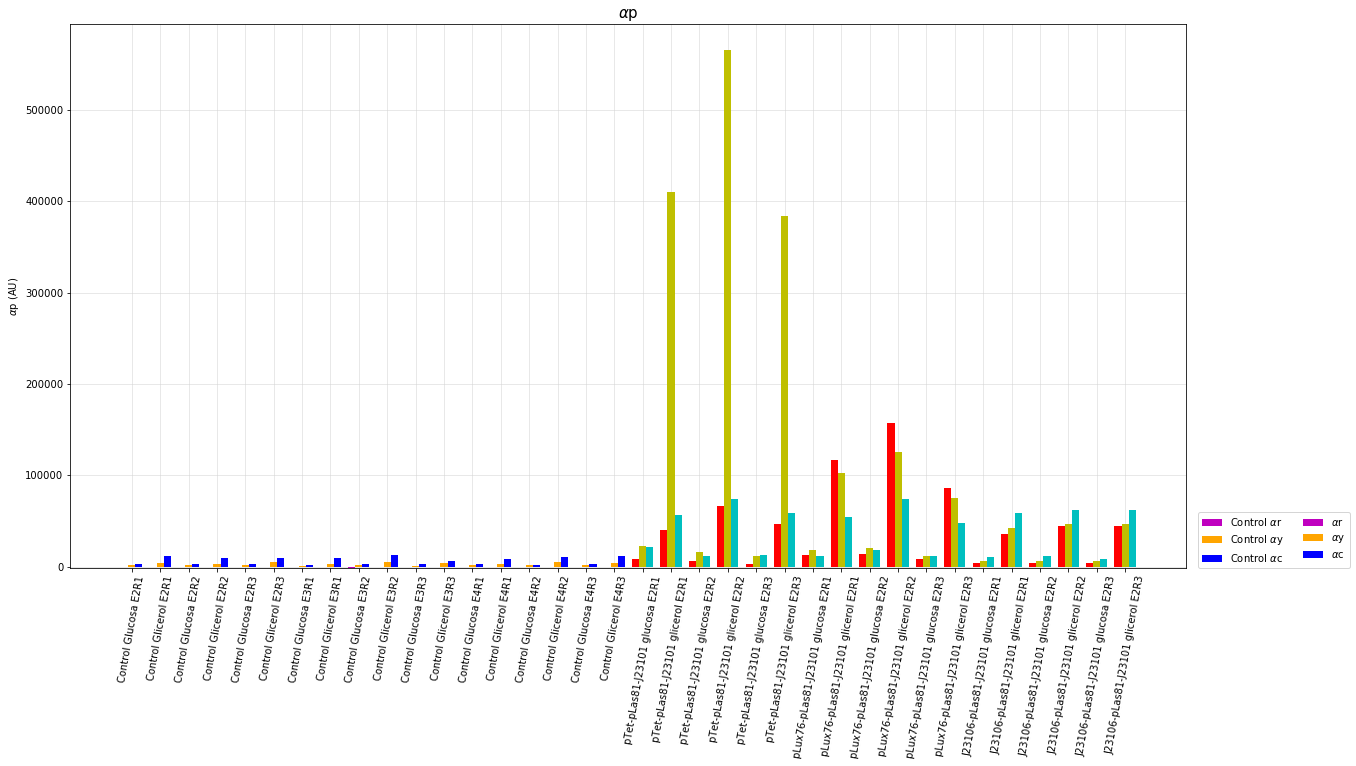 αp
αp (AU)
500000
400000
300000
200000
100000
0
Control Glucosa E2R1
Control Glicerol E2R1
Control Glucosa E2R2
Control Glicerol E2R2
Control Glucosa E2R3
Control Glicerol E2R3
Control Glucosa E3R1
Control Glicerol E3R1
Control Glucosa E3R2
Control Glicerol E3R2
Control Glucosa E3R3
Control Glicerol E3R3
Control Glucosa E4R1
Control Glicerol E4R1
Control Glucosa E4R2
Control Glicerol E4R2
Control Glucosa E4R3
Control Glicerol E4R3
pTet-pLas81-J23101 glucosa E2R1
pTet-pLas81-J23101 glicerol E2R1
pTet-pLas81-J23101 glucosa E2R2
pTet-pLas81-J23101 glicerol E2R2
pTet-pLas81-J23101 glucosa E2R3
pTet-pLas81-J23101 glicerol E2R3
pLux76-pLas81-J23101 glucosa E2R1
pLux76-pLas81-J23101 glicerol E2R1
pLux76-pLas81-J23101 glucosa E2R2
pLux76-pLas81-J23101 glicerol E2R2
pLux76-pLas81-J23101 glucosa E2R3
pLux76-pLas81-J23101 glicerol E2R3
J23106-pLas81-J23101 glucosa E2R1
J23106-pLas81-J23101 glicerol E2R1
J23106-pLas81-J23101 glucosa E2R2
J23106-pLas81-J23101 glicerol E2R2
J23106-pLas81-J23101 glucosa E2R3
J23106-pLas81-J23101 glicerol E2R3
Control αr
Control αy
Control αc
αr
αy
αc